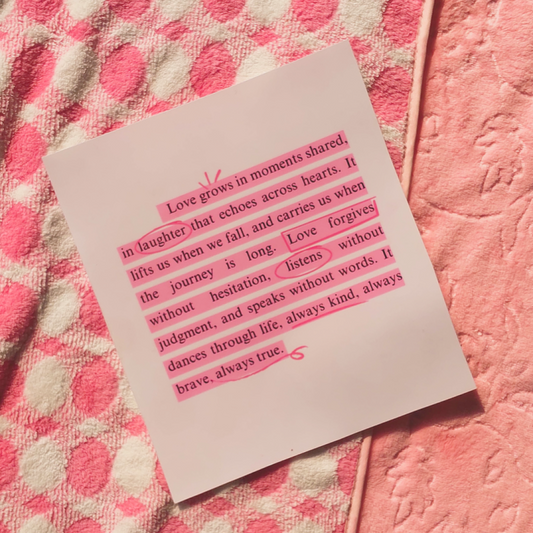 Love grows in moments shared,
in laughter that echoes across hearts. It
lifts us when we fall, and carries us when
the journey is long. Love forgives
without hesitation, listens without
judgment, and speaks without words. It
dances through life, always kind, always
brave, always true.